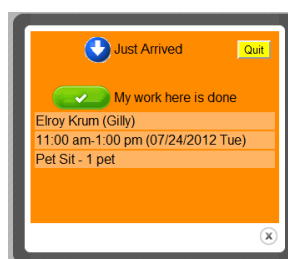 Just Arrived
Quit
My work here is done
Elroy Krum (Gilly)
11:00 am-1:00 pm (07/24/2012 Tue)
Pet Sit - 1 pet
x